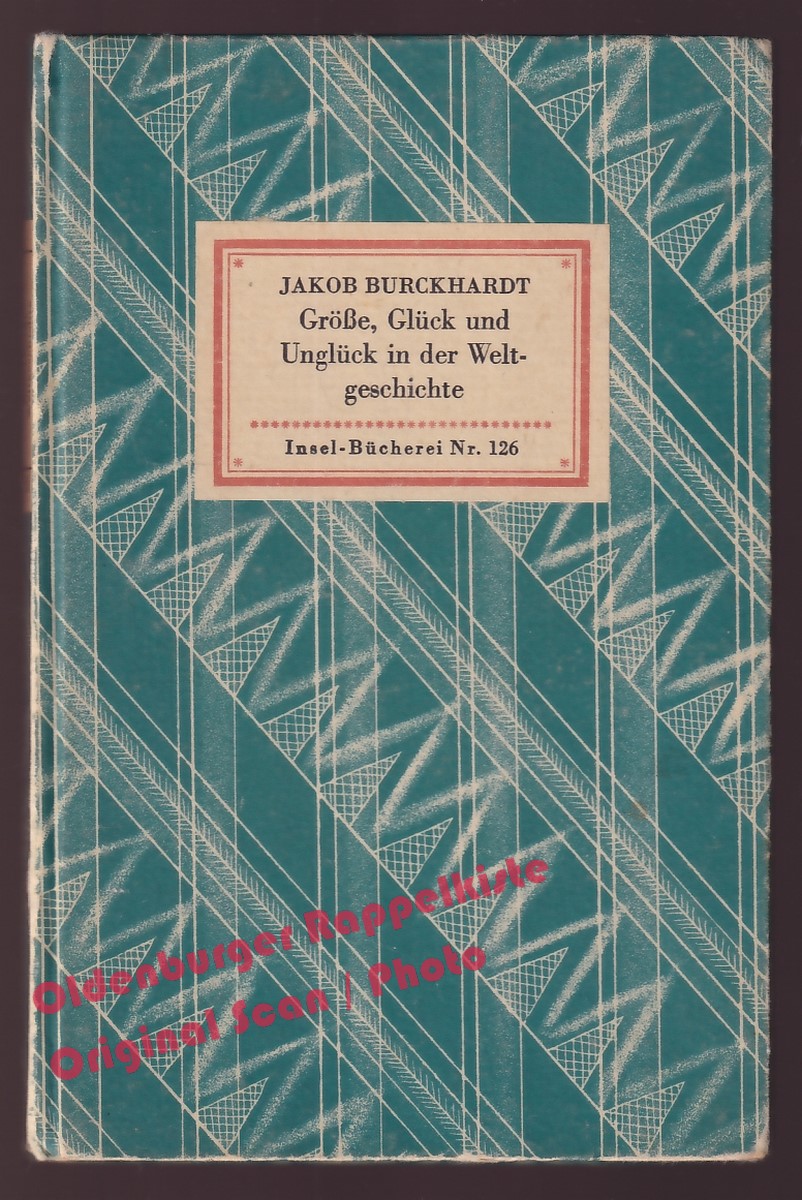 JAKOB BURCKHARDT
Größe, Glück und
Unglück in der Welt-
geschichte
Insel-Bücherei Nr. 126
Oldenburger Rappelkiste
Original Scan / Photo